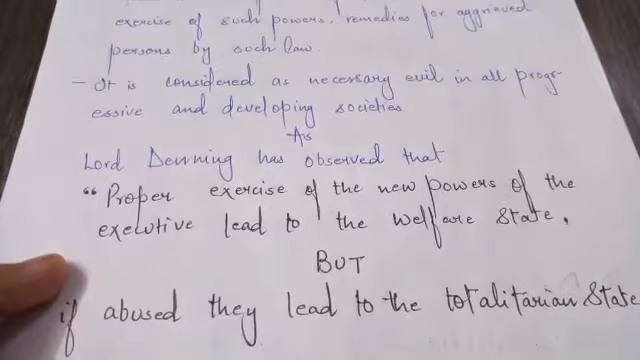 exercise of such powers, remedies for aggrieved
persons by such law.
- It is considered as necessary evil in all progr-
essive and developing societies
-As
Lord Denning has observed that
"Proper exercise of the new powers of the
executive lead to the welfare State.
BUT
if abused they lead to the totalitarian State